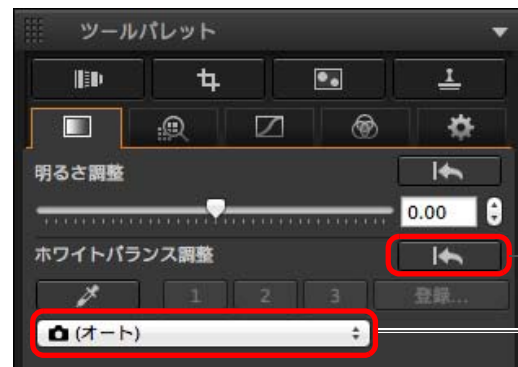 ツールパレット
明るさ調整
0.00
ホワイトバランス調整
1 2 3 登録...
(オート)